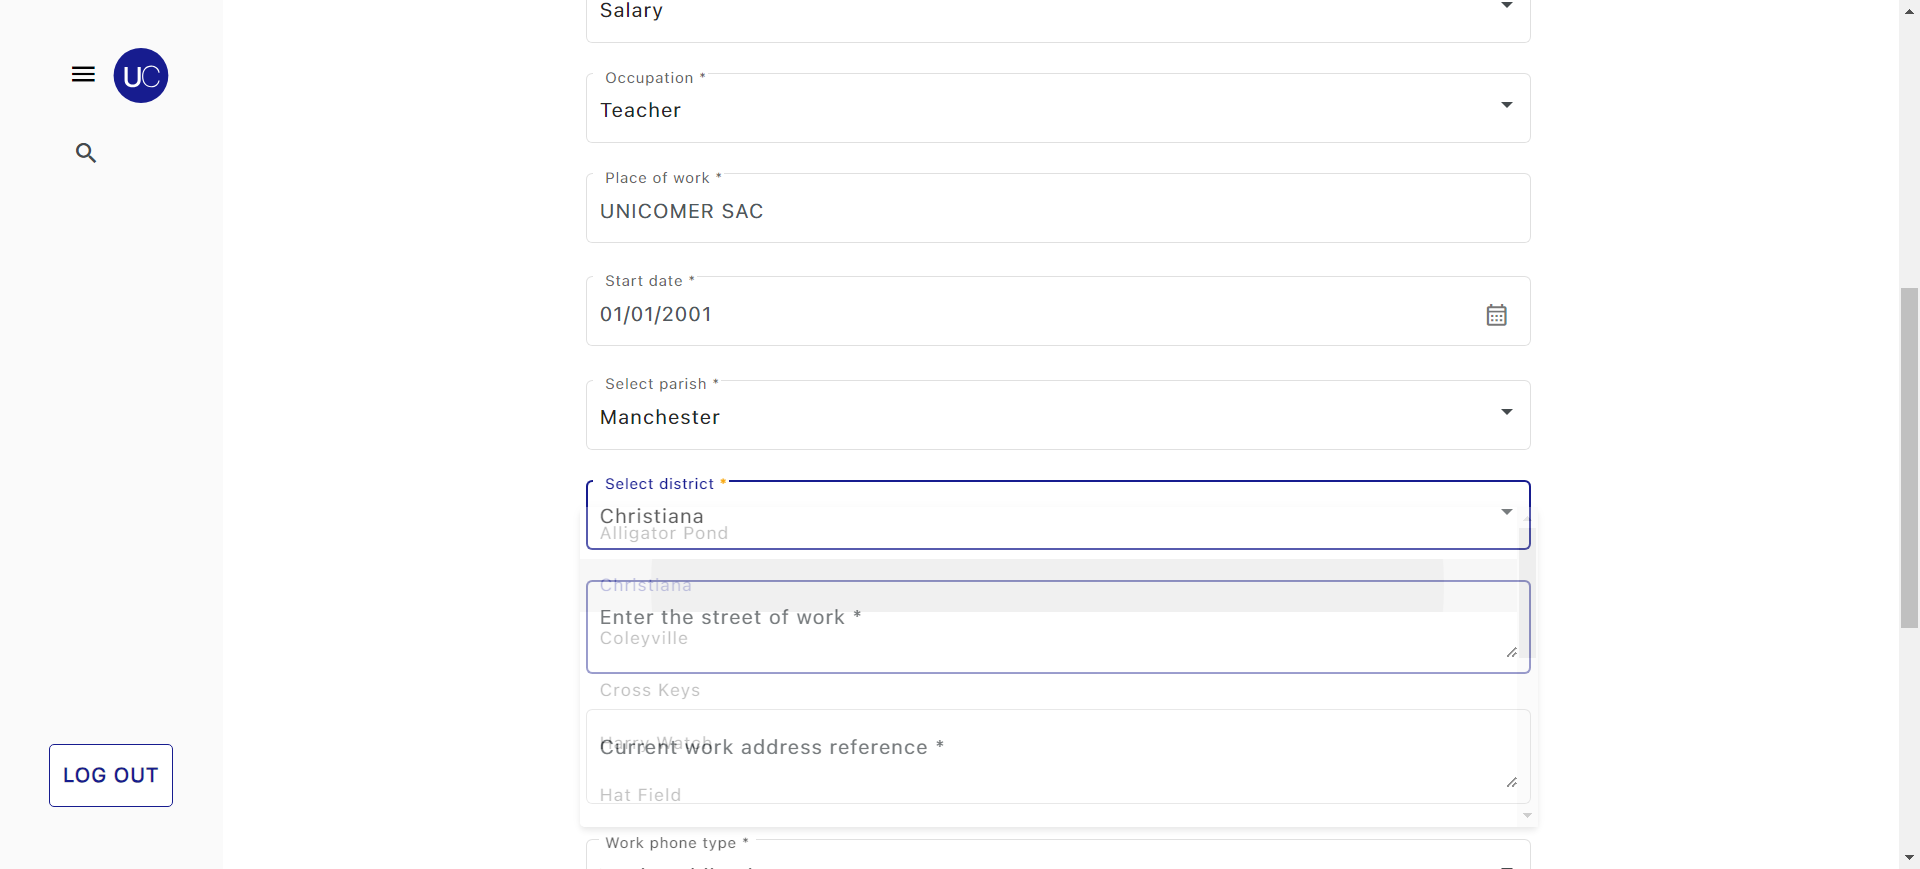 Salary
UC
Occupation *
Teacher
Place of work *
UNICOMER SAC
Start date *
01/01/2001
Select parish *
Manchester
Select district *
Christiana
Alligator Pond
Christiana
Enter the street of work *
Coleyville
Cross Keys
Harry Watch
Current work address reference *
LOG OUT
Hat Field
Work phone type *